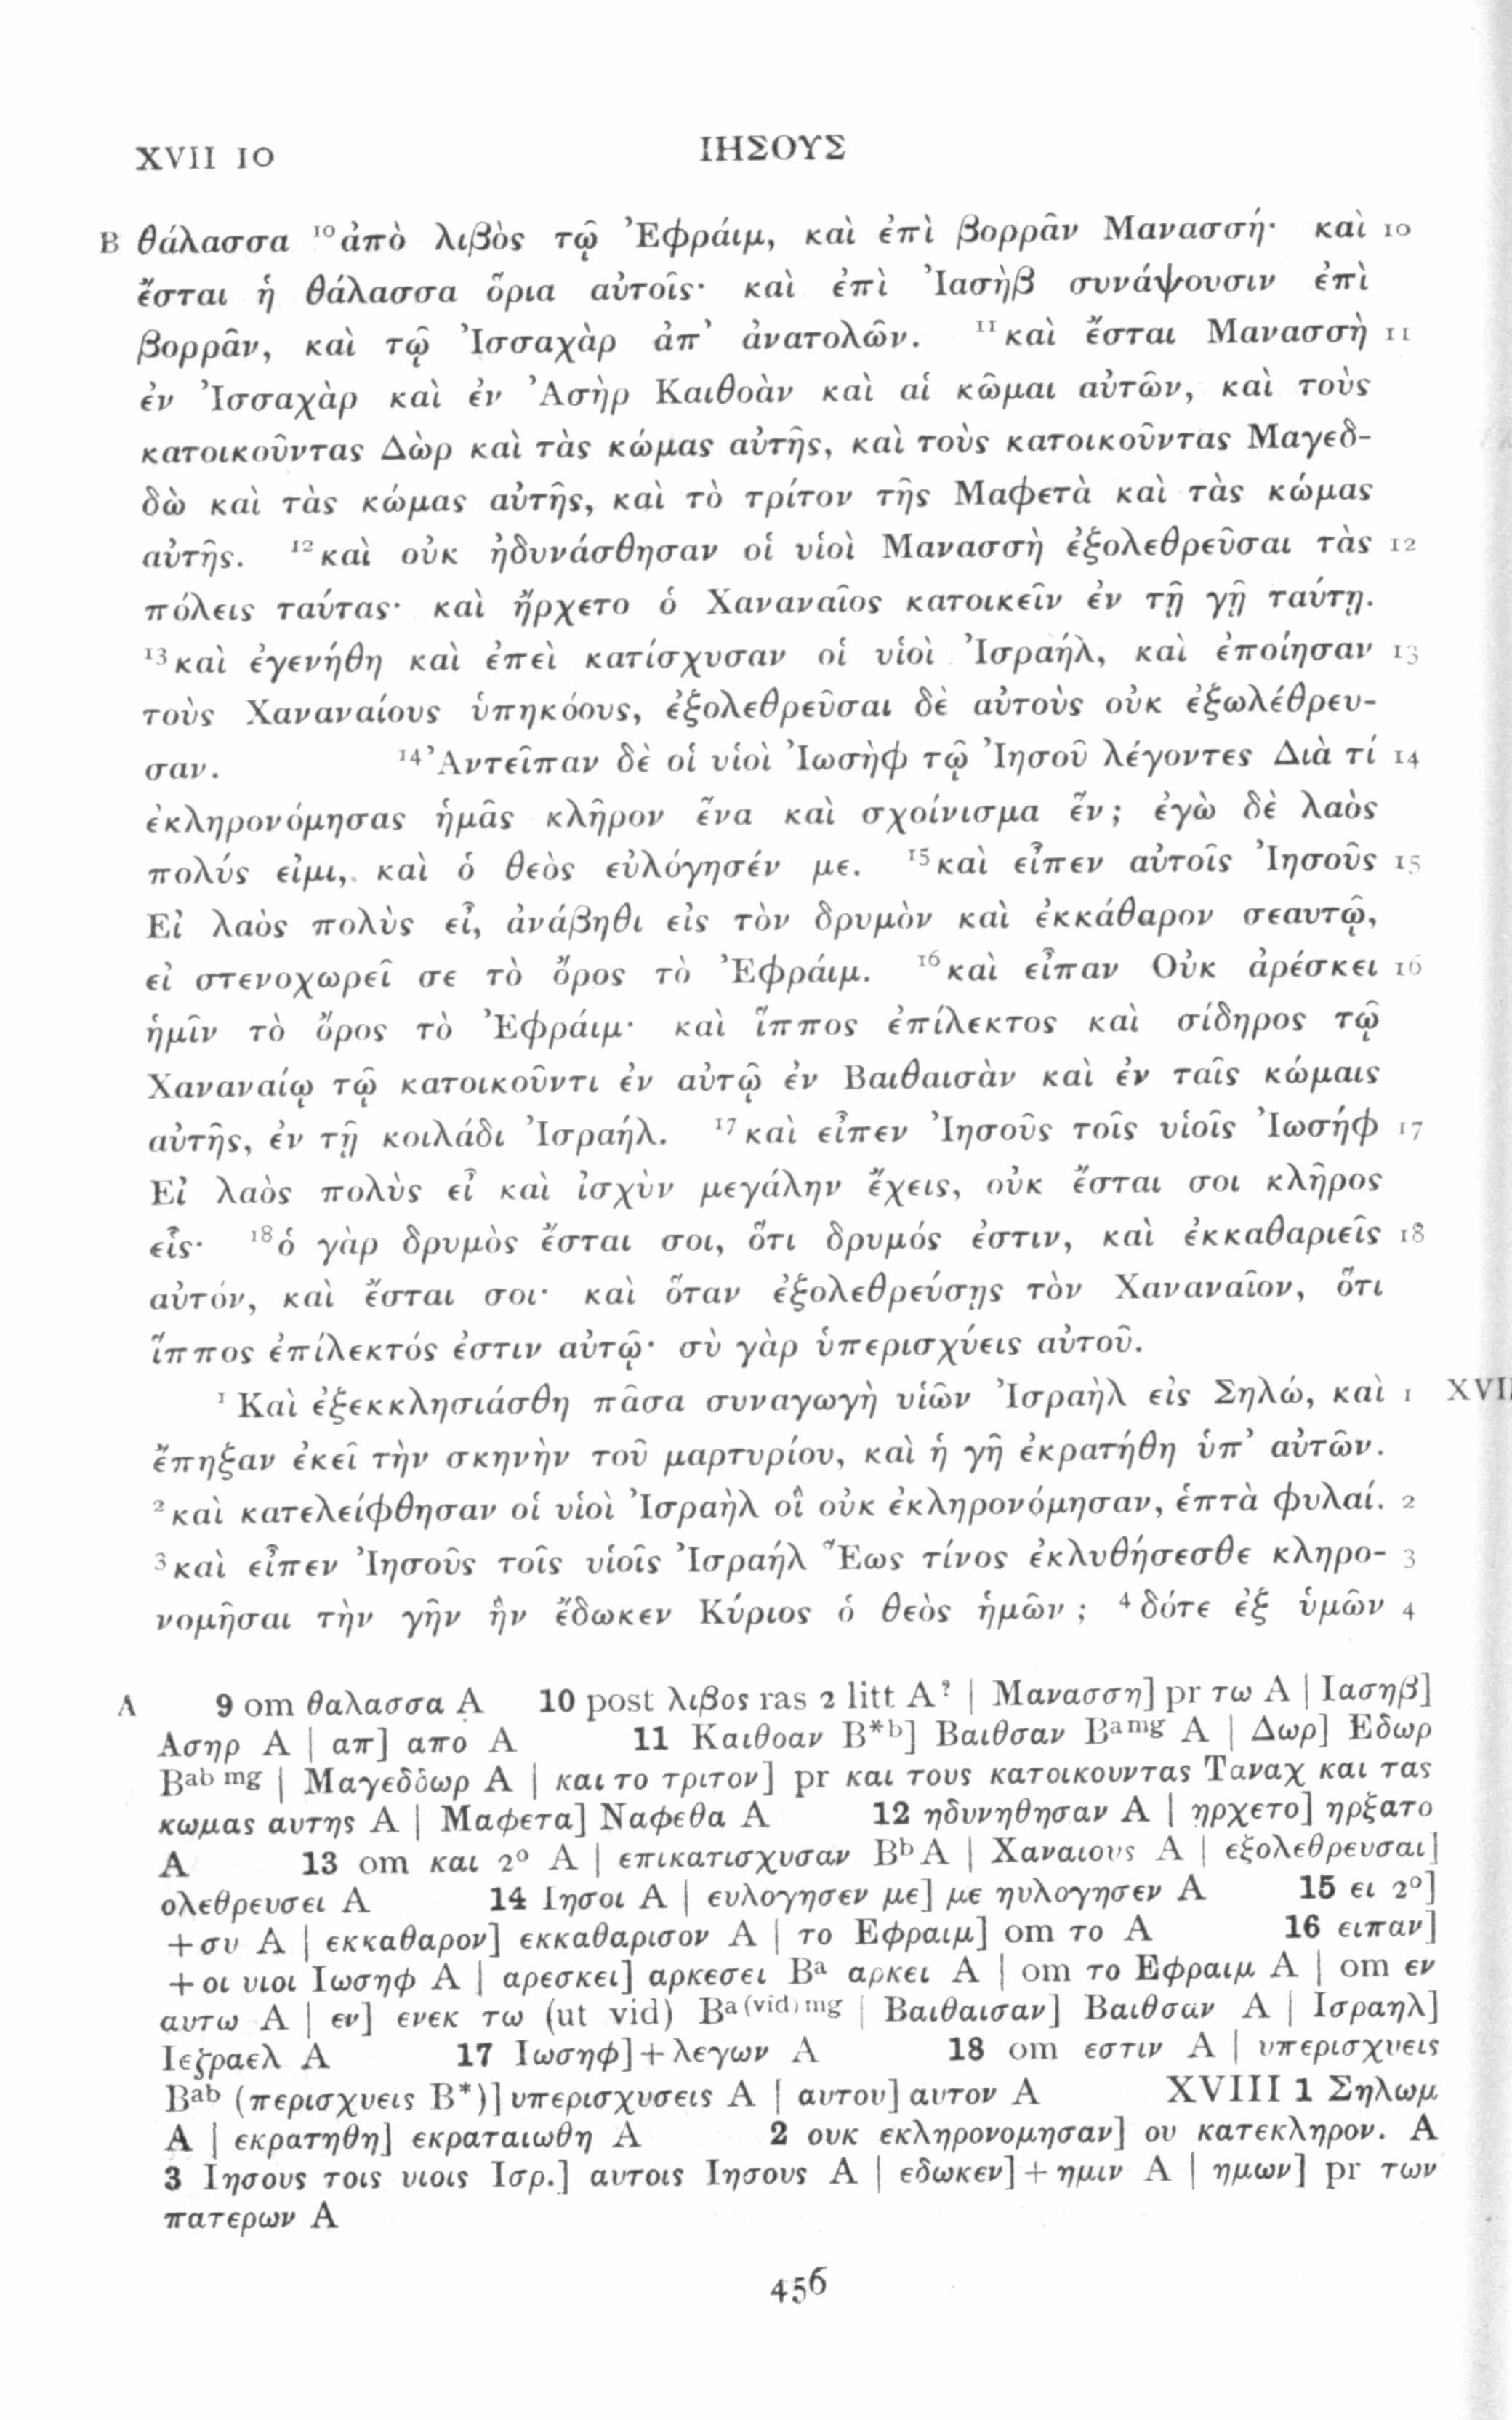 XVII 10 ΙΗΣΟΥΣ
B θάλασσα ¹⁰ἀπὸ λιβὸς τῷ Ἐφράιμ, καὶ ἐπὶ βορρᾶν Μανασσή· καὶ 10
ἔσται ἡ θάλασσα ὅρια αὐτοῖς· καὶ ἐπὶ Ἰασὴβ συνάψουσιν ἐπὶ
βορρᾶν, καὶ τῷ Ἰσσαχὰρ ἀπ᾽ ἀνατολῶν. ¹¹καὶ ἔσται Μανασσὴ 11
ἐν Ἰσσαχὰρ καὶ ἐν Ἀσὴρ Καιθοὰν καὶ αἱ κῶμαι αὐτῶν, καὶ τοὺς
κατοικοῦντας Δὼρ καὶ τὰς κώμας αὐτῆς, καὶ τοὺς κατοικοῦντας Μαγεδ-
δὼ καὶ τὰς κώμας αὐτῆς, καὶ τὸ τρίτον τῆς Μαφετὰ καὶ τὰς κώμας
αὐτῆς. ¹²καὶ οὐκ ἠδυνάσθησαν οἱ υἱοὶ Μανασσὴ ἐξολεθρεῦσαι τὰς 12
πόλεις ταύτας· καὶ ἤρχετο ὁ Χαναναῖος κατοικεῖν ἐν τῇ γῇ ταύτῃ.
¹³καὶ ἐγενήθη καὶ ἐπεὶ κατίσχυσαν οἱ υἱοὶ Ἰσραήλ, καὶ ἐποίησαν 13
τοὺς Χαναναίους ὑπηκόους, ἐξολεθρεῦσαι δὲ αὐτοὺς οὐκ ἐξωλέθρευ-
σαν. ¹⁴Ἀντεῖπαν δὲ οἱ υἱοὶ Ἰωσὴφ τῷ Ἰησοῦ λέγοντες Διὰ τί 14
ἐκληρονόμησας ἡμᾶς κλῆρον ἕνα καὶ σχοίνισμα ἕν; ἐγὼ δὲ λαὸς
πολύς εἰμι, καὶ ὁ θεὸς εὐλόγησέν με. ¹⁵καὶ εἶπεν αὐτοῖς Ἰησοῦς 15
Εἰ λαὸς πολὺς εἶ, ἀνάβηθι εἰς τὸν δρυμὸν καὶ ἐκκάθαρον σεαυτῷ,
εἰ στενοχωρεῖ σε τὸ ὄρος τὸ Ἐφράιμ. ¹⁶καὶ εἶπαν Οὐκ ἀρέσκει 16
ἡμῖν τὸ ὄρος τὸ Ἐφράιμ· καὶ ἵππος ἐπίλεκτος καὶ σίδηρος τῷ
Χαναναίῳ τῷ κατοικοῦντι ἐν αὐτῷ ἐν Βαιθαισὰν καὶ ἐν ταῖς κώμαις
αὐτῆς, ἐν τῇ κοιλάδι Ἰσραήλ. ¹⁷καὶ εἶπεν Ἰησοῦς τοῖς υἱοῖς Ἰωσήφ 17
Εἰ λαὸς πολὺς εἶ καὶ ἰσχὺν μεγάλην ἔχεις, οὐκ ἔσται σοι κλῆρος
εἷς· ¹⁸ὁ γὰρ δρυμὸς ἔσται σοι, ὅτι δρυμός ἐστιν, καὶ ἐκκαθαριεῖς 18
αὐτόν, καὶ ἔσται σοι· καὶ ὅταν ἐξολεθρεύσῃς τὸν Χαναναῖον, ὅτι
ἵππος ἐπίλεκτός ἐστιν αὐτῷ· σὺ γὰρ ὑπερισχύεις αὐτοῦ.
¹ Καὶ ἐξεκκλησιάσθη πᾶσα συναγωγὴ υἱῶν Ἰσραὴλ εἰς Σηλώ, καὶ 1
ἔπηξαν ἐκεῖ τὴν σκηνὴν τοῦ μαρτυρίου, καὶ ἡ γῆ ἐκρατήθη ὑπ᾽ αὐτῶν.
²καὶ κατελείφθησαν οἱ υἱοὶ Ἰσραὴλ οἳ οὐκ ἐκληρονόμησαν, ἑπτὰ φυλαί. 2
³καὶ εἶπεν Ἰησοῦς τοῖς υἱοῖς Ἰσραήλ Ἕως τίνος ἐκλυθήσεσθε κληρο- 3
νομῆσαι τὴν γῆν ἣν ἔδωκεν Κύριος ὁ θεὸς ἡμῶν; ⁴δότε ἐξ ὑμῶν 4
A 9 om θαλασσα A 10 post λιβος ras 2 litt A? | Μανασση] pr τω A | Ιασηβ]
Ασηρ A | απ] απο A 11 Καιθοαν B*b] Βαιθσαν Ba mg A | Δωρ] Εδωρ
Bab mg | Μαγεδδωρ A | και το τριτον] pr και τους κατοικουντας Ταναχ και τας
κωμας αυτης A | Μαφετα] Ναφεθα A 12 ηδυνηθησαν A | ηρχετο] ηρξατο
A 13 om και 2º A | επικατισχυσαν Bb A | Χαναιους A | εξολεθρευσαι]
ολεθρευσει A 14 Ιησοι A | ευλογησεν με] με ηυλογησεν A 15 ει 2º]
+συ A | εκκαθαρον] εκκαθαρισον A | το Εφραιμ] om το A 16 ειπαν]
+οι υιοι Ιωσηφ A | αρεσκει] αρκεσει Ba αρκει A | om το Εφραιμ A | om εν
αυτω A | εν] ενεκ τω (ut vid) Ba(vid) mg | Βαιθαισαν] Βαιθσαν A | Ισραηλ]
Ιεζραελ A 17 Ιωσηφ]+λεγων A 18 om εστιν A | υπερισχυεις
Bab (περισχυεις B*)] υπερισχυσεις A | αυτου] αυτον A XVIII 1 Σηλωμ
A | εκρατηθη] εκραταιωθη A 2 ουκ εκληρονομησαν] ου κατεκληρον. A
3 Ιησους τοις υιοις Ισρ.] αυτοις Ιησους A | εδωκεν]+ημιν A | ημων] pr των
πατερων A
456